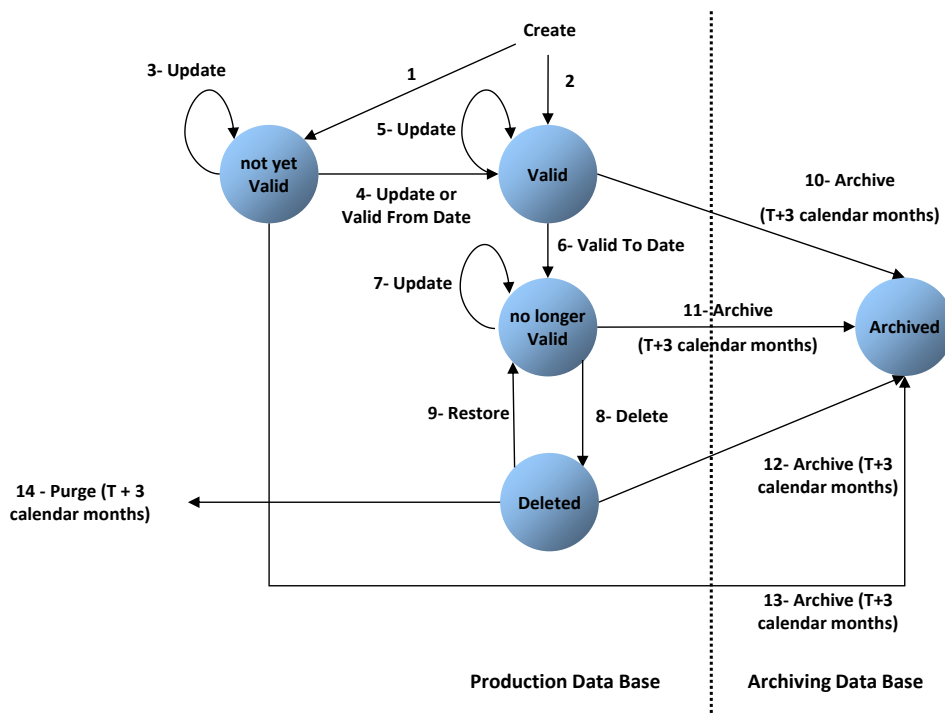 Create
3- Update
1
2
5- Update
not yet
Valid
Valid
10- Archive
(T+3 calendar months)
4- Update or
Valid From Date
6- Valid To Date
7- Update
no longer
Valid
11- Archive
(T+3 calendar months)
Archived
9- Restore
8- Delete
12- Archive (T+3
calendar months)
14 - Purge (T + 3
calendar months)
Deleted
13- Archive (T+3
calendar months)
Production Data Base
Archiving Data Base